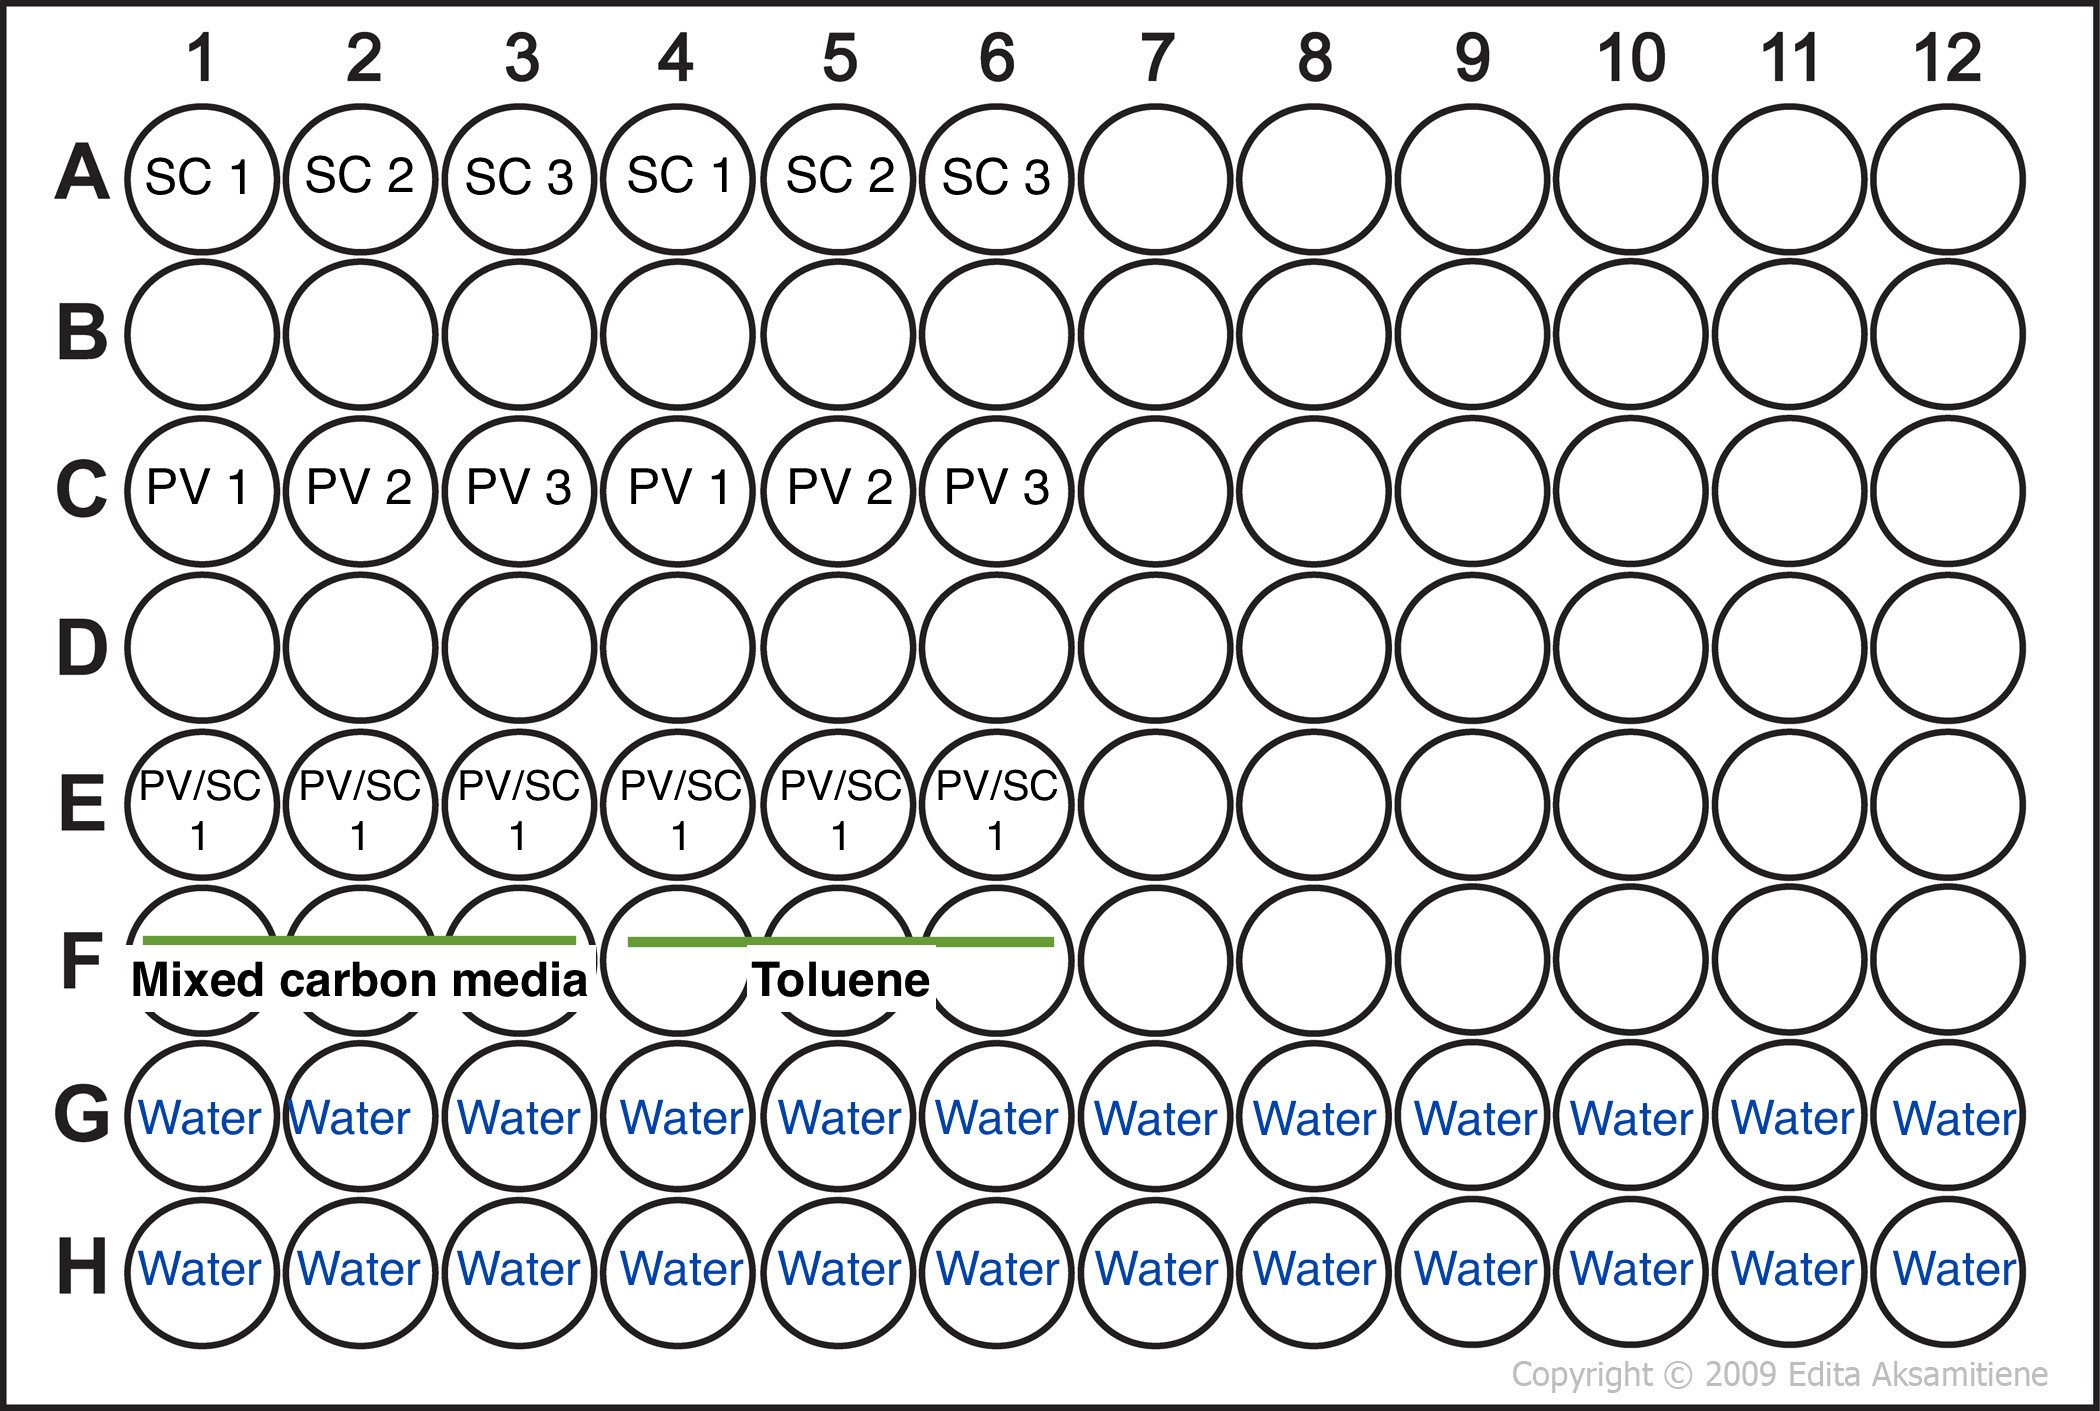 1 2 3 4 5 6 7 8 9 10 11 12
A SC 1 SC 2 SC 3 SC 1 SC 2 SC 3
B
C PV 1 PV 2 PV 3 PV 1 PV 2 PV 3
D
E PV/SC 1 PV/SC 1 PV/SC 1 PV/SC 1 PV/SC 1 PV/SC 1
F Mixed carbon media Toluene
G Water Water Water Water Water Water Water Water Water Water Water Water
H Water Water Water Water Water Water Water Water Water Water Water Water
Copyright © 2009 Edita Aksamitiene